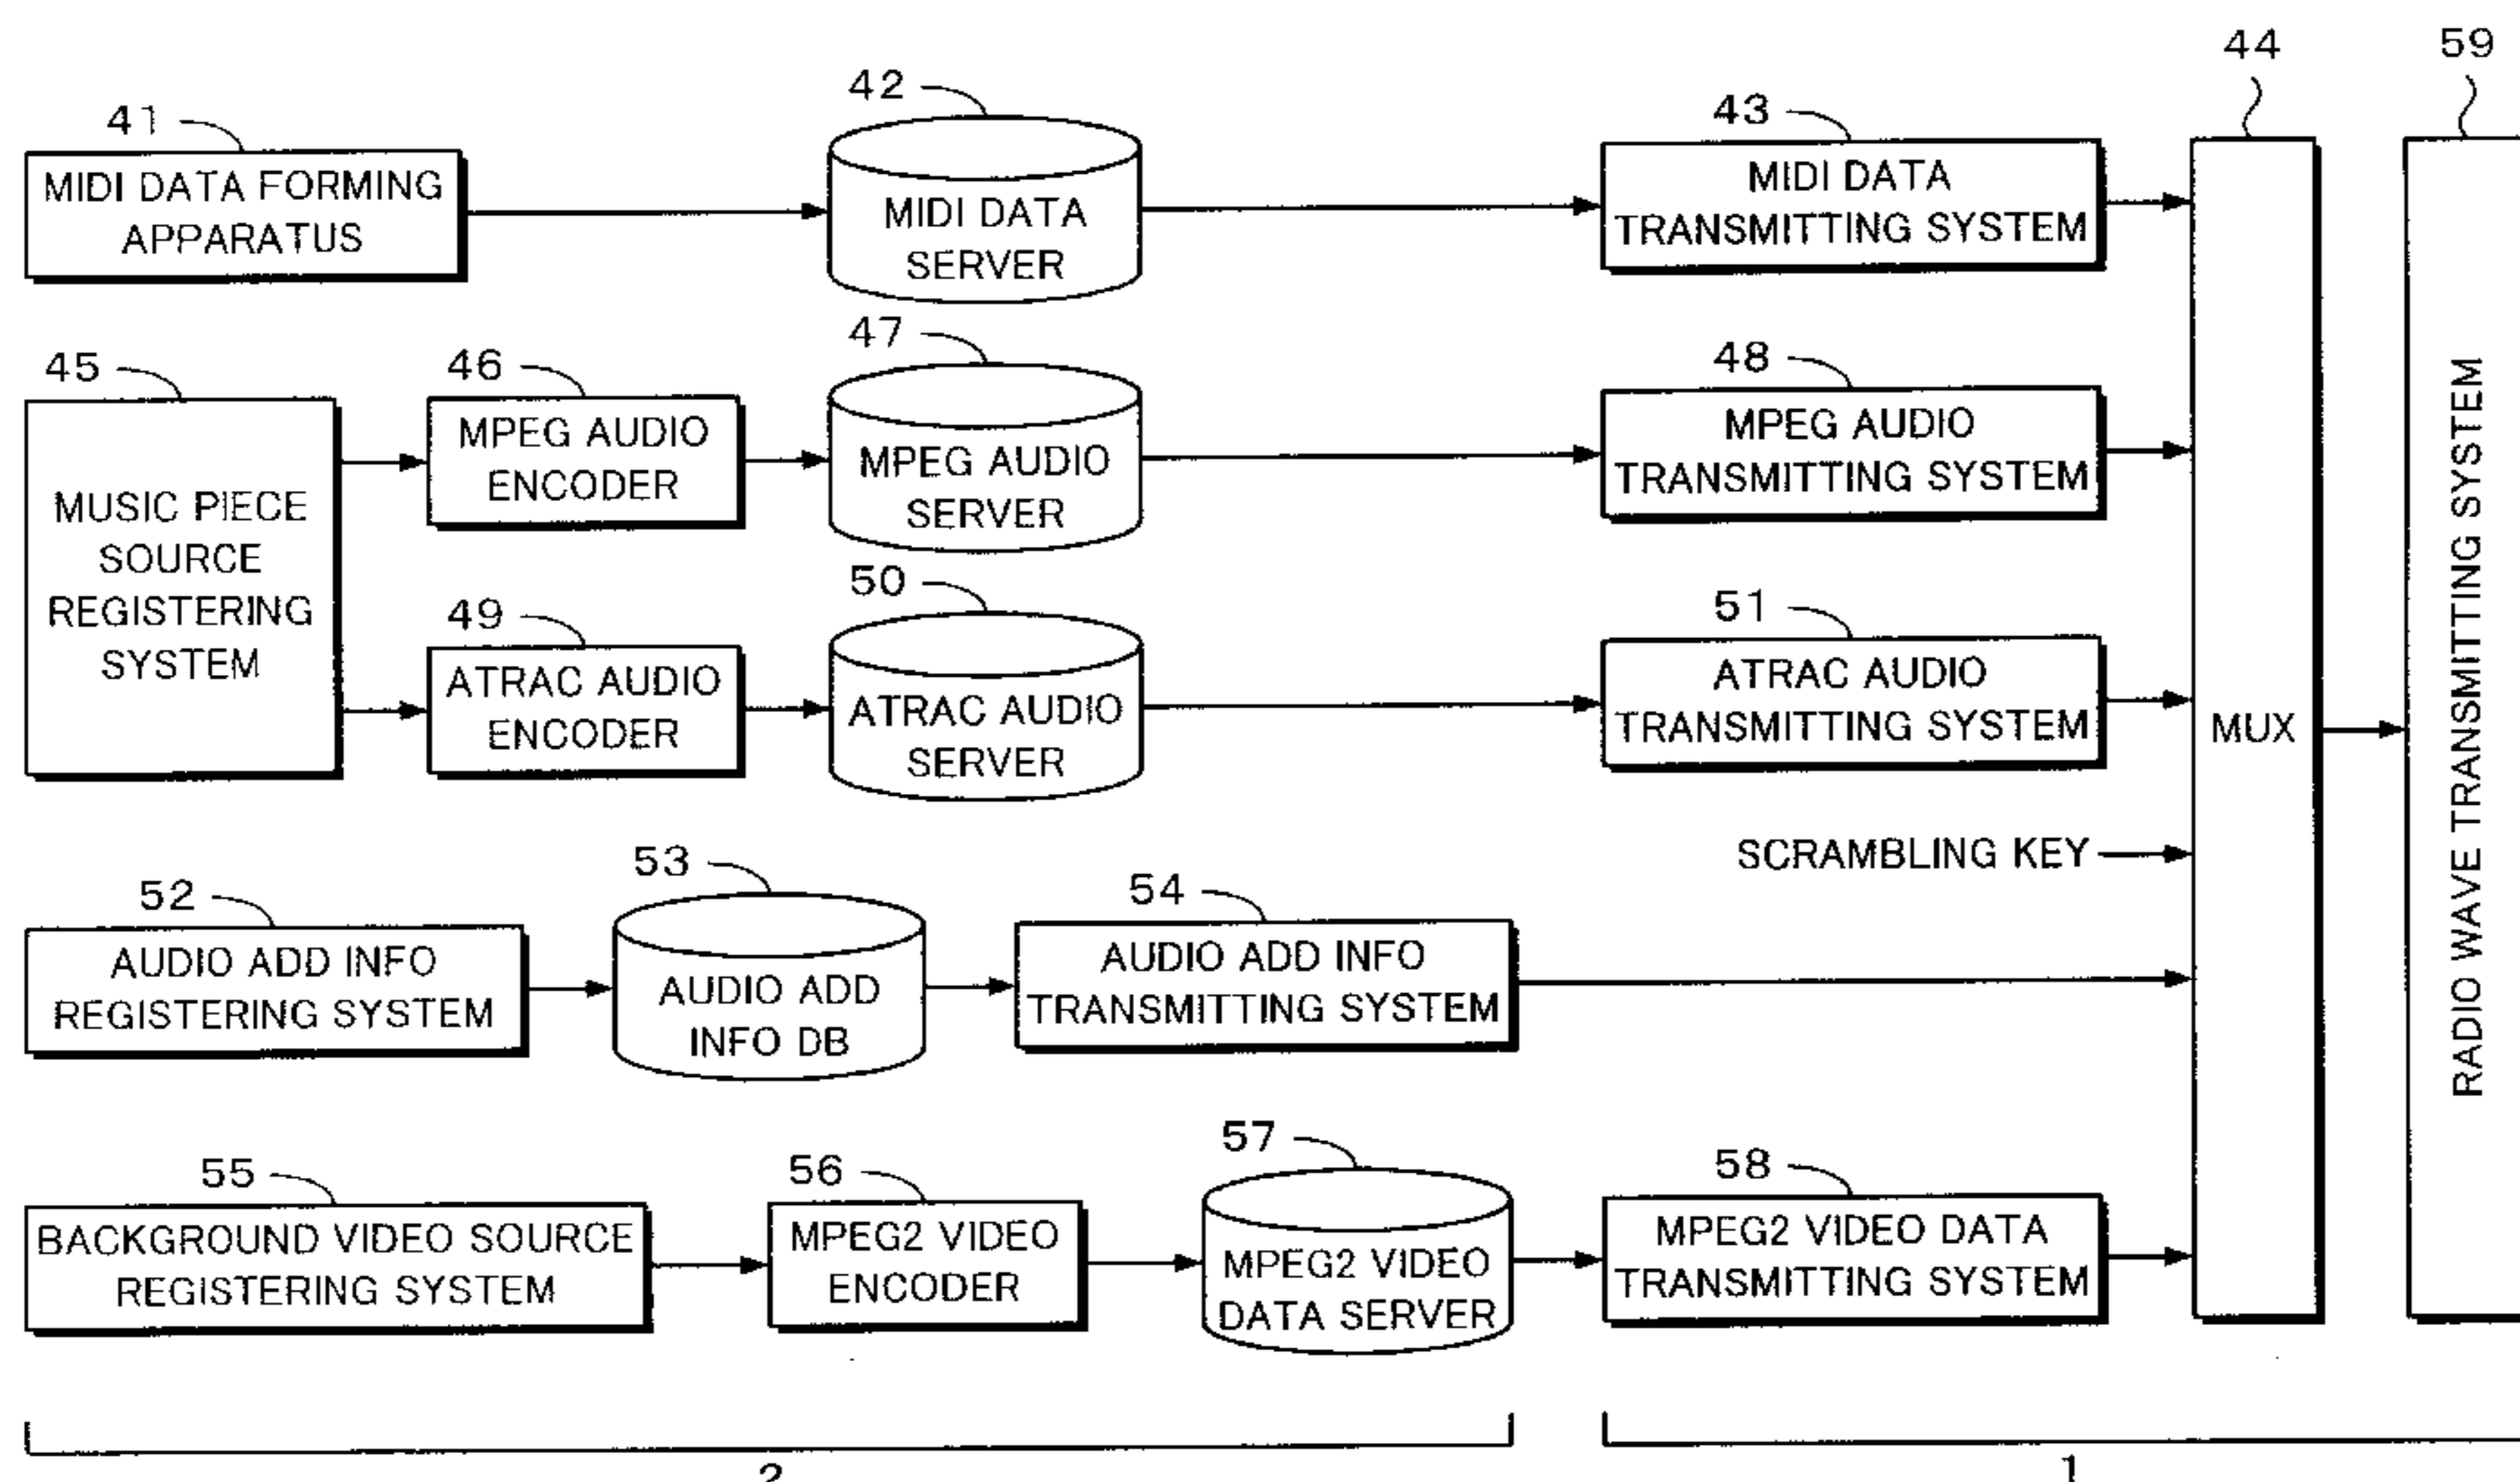 44
59
42
41
43
MIDI DATA FORMING
APPARATUS
MIDI DATA
SERVER
MIDI DATA
TRANSMITTING SYSTEM
47
45
46
48
MUSIC PIECE
SOURCE
REGISTERING
SYSTEM
MPEG AUDIO
ENCODER
MPEG AUDIO
SERVER
MPEG AUDIO
TRANSMITTING SYSTEM
50
49
51
ATRAC AUDIO
ENCODER
ATRAC AUDIO
SERVER
ATRAC AUDIO
TRANSMITTING SYSTEM
MUX
RADIO WAVE TRANSMITTING SYSTEM
SCRAMBLING KEY
53
52
54
AUDIO ADD INFO
REGISTERING SYSTEM
AUDIO ADD
INFO DB
AUDIO ADD INFO
TRANSMITTING SYSTEM
57
55
56
58
BACKGROUND VIDEO SOURCE
REGISTERING SYSTEM
MPEG2 VIDEO
ENCODER
MPEG2 VIDEO
DATA SERVER
MPEG2 VIDEO DATA
TRANSMITTING SYSTEM
2
1